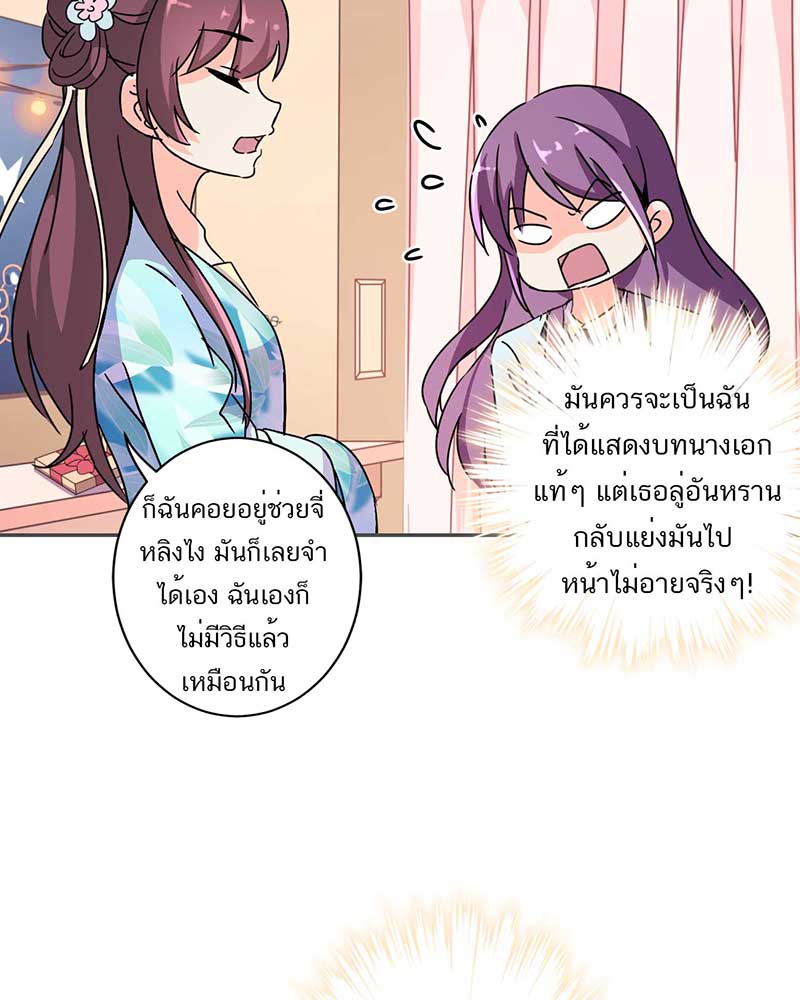 มันควรจะเป็นฉัน
ที่ได้แสดงบทนางเอก
แท้ๆ แต่เธอลู่อันหราน
กลับแย่งมันไป
หน้าไม่อายจริงๆ!
ก็ฉันคอยอยู่ช่วยจี่
หลิงไง มันก็เลยจำ
ได้เอง ฉันเองก็
ไม่มีวิธีแล้ว
เหมือนกัน